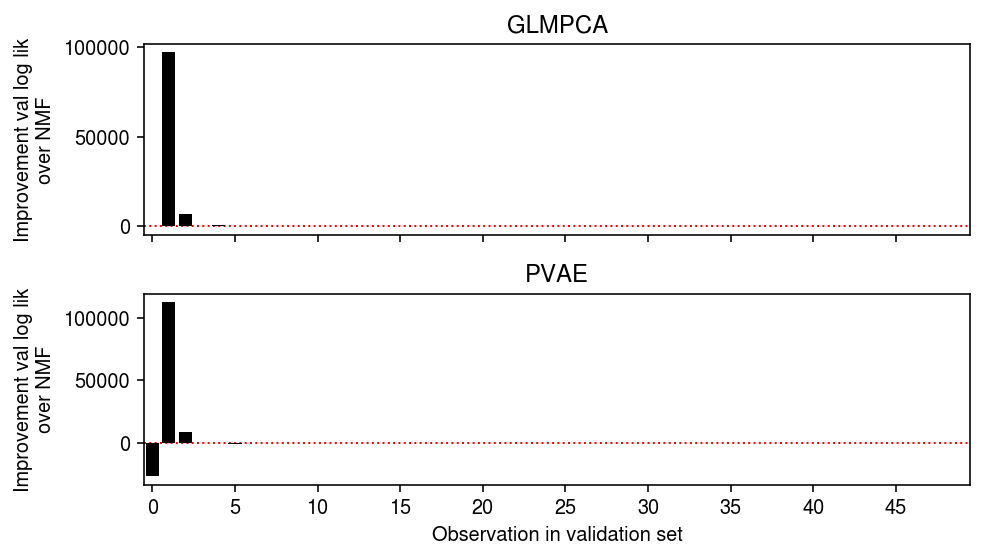 GLMPCA
Improvement val log lik
over NMF
100000
50000
0
PVAE
Improvement val log lik
over NMF
100000
50000
0
0 5 10 15 20 25 30 35 40 45
Observation in validation set